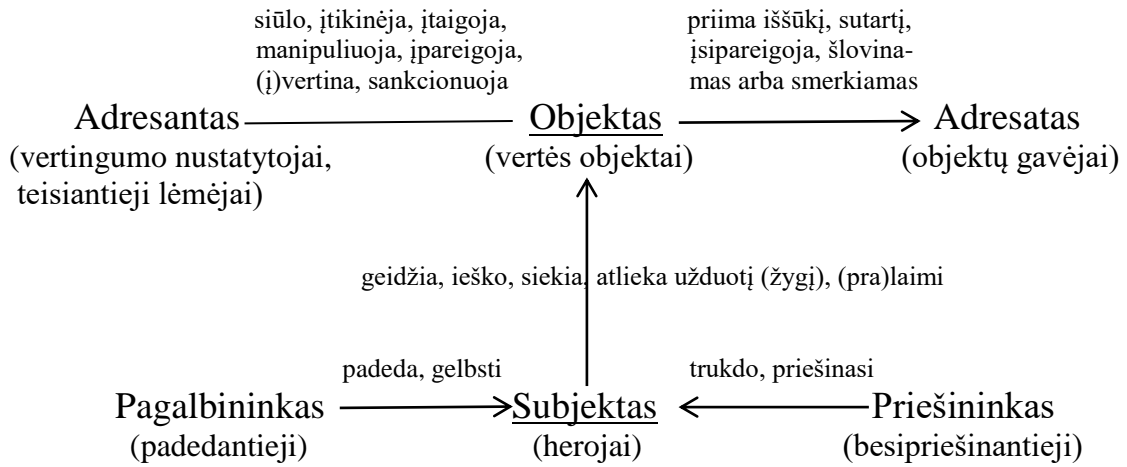 siūlo, įtikinėja, įtaigoja,
manipuliuoja, įpareigoja,
(į)vertina, sankcionuoja
priima iššūkį, sutartį,
įsipareigoja, šlovina-
mas arba smerkiamas
Adresantas
(vertingumo nustatytojai,
teisiantieji lėmėjai)
Objektas
(vertės objektai)
Adresatas
(objektų gavėjai)
geidžia, ieško, siekia, atlieka užduotį (žygį), (pra)laimi
padeda, gelbsti
trukdo, priešinasi
Pagalbininkas
(padedantieji)
Subjektas
(herojai)
Priešininkas
(besipriešinantieji)